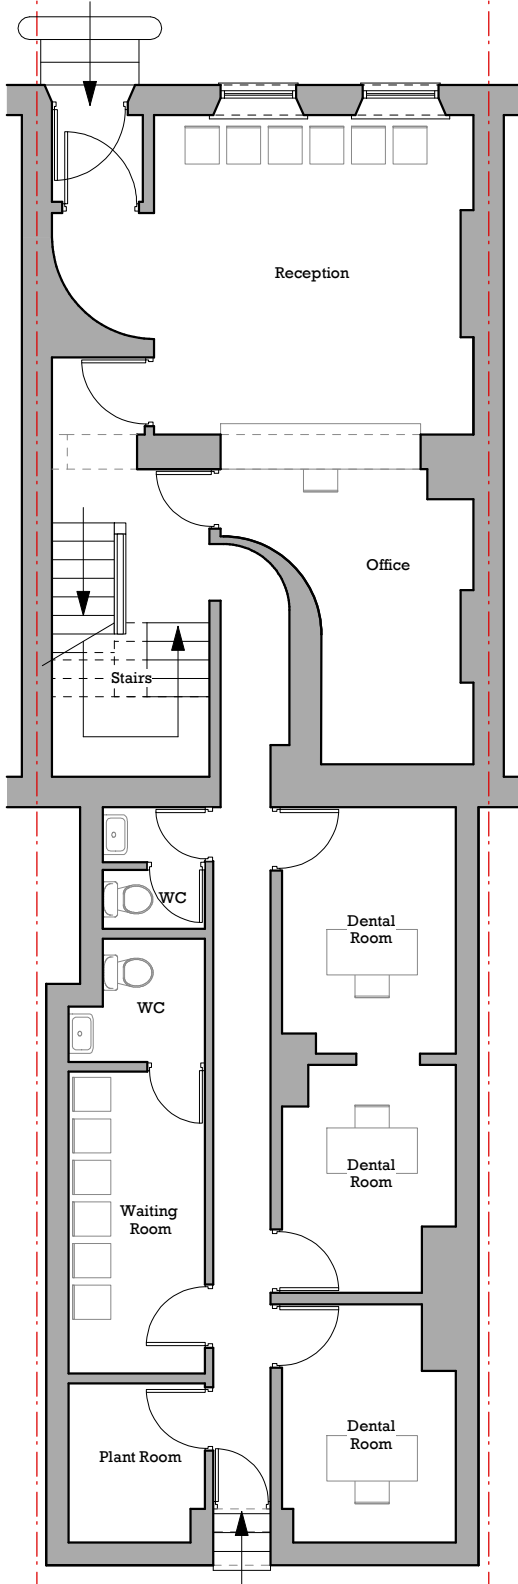 Reception
Office
Stairs
WC
Dental
Room
WC
Dental
Room
Waiting
Room
Dental
Room
Plant Room